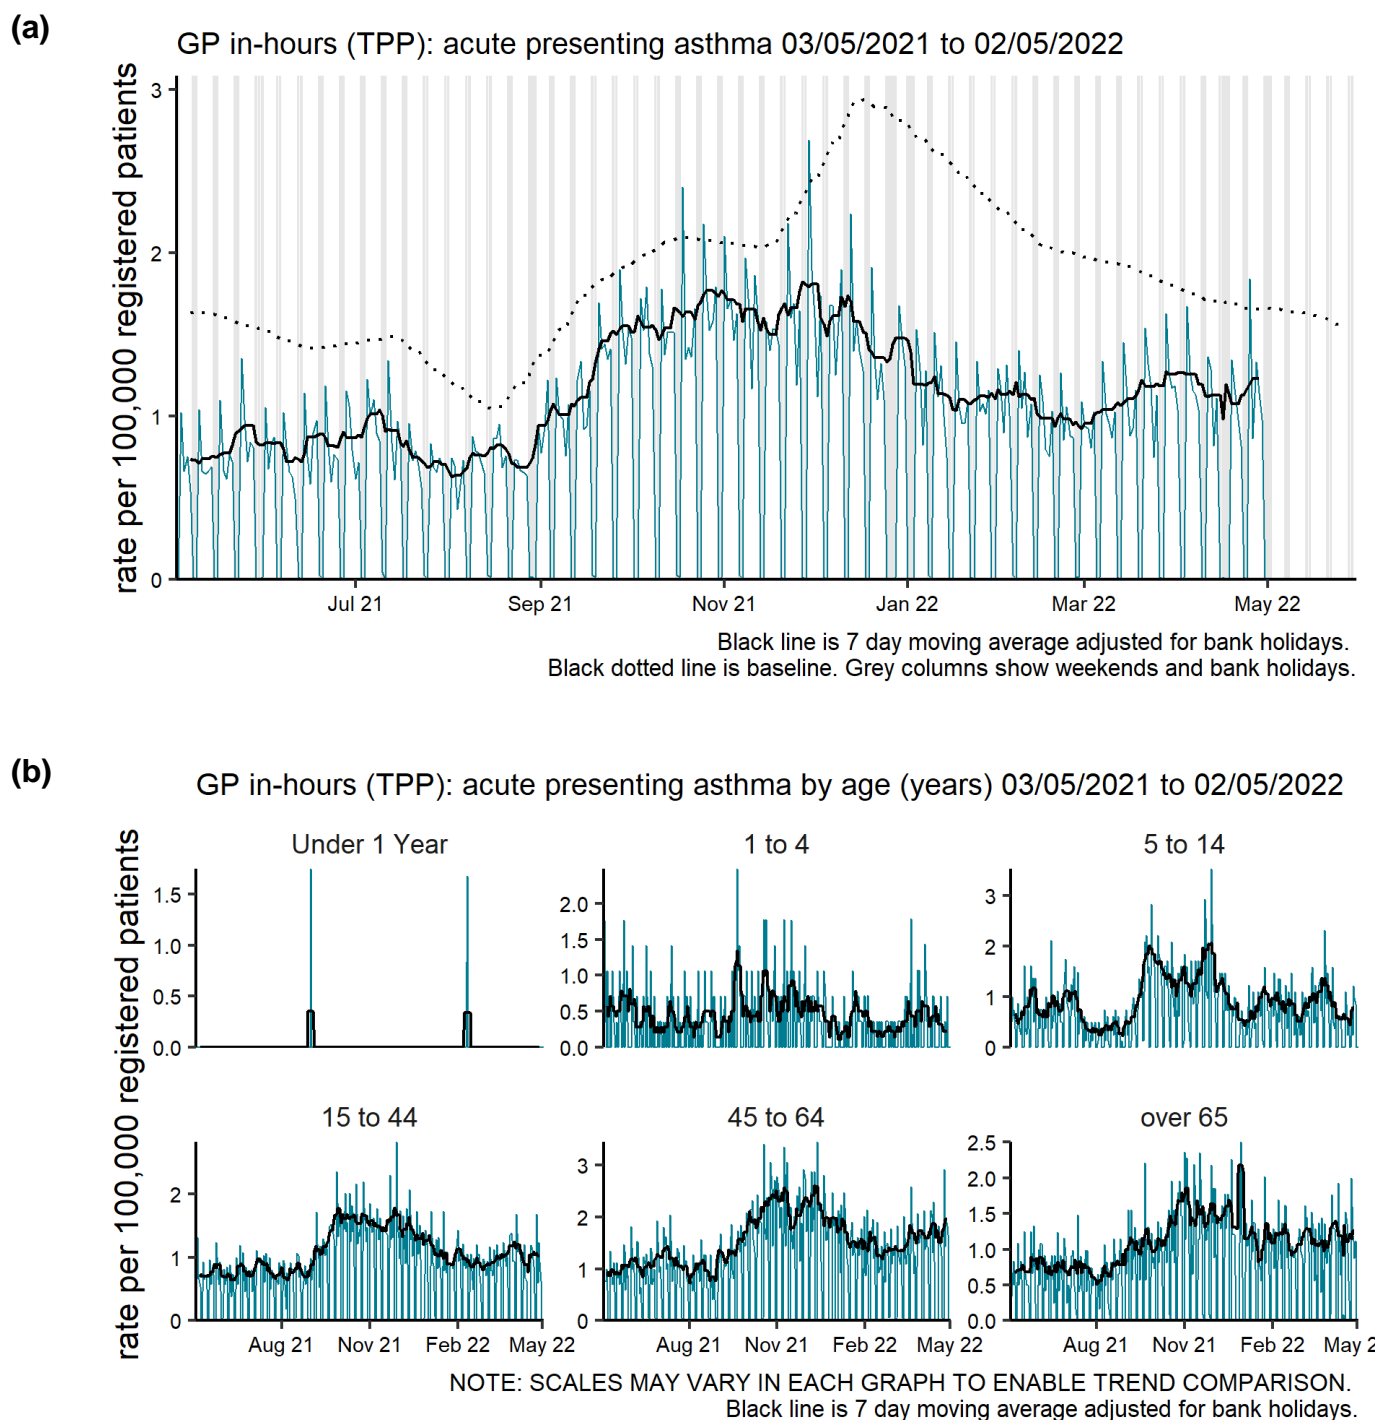 (a)
GP in-hours (TPP): acute presenting asthma 03/05/2021 to 02/05/2022
rate per 100,000 registered patients
3
2
1
0
Jul 21 Sep 21 Nov 21 Jan 22 Mar 22 May 22
Black line is 7 day moving average adjusted for bank holidays.
Black dotted line is baseline. Grey columns show weekends and bank holidays.
(b)
GP in-hours (TPP): acute presenting asthma by age (years) 03/05/2021 to 02/05/2022
rate per 100,000 registered patients
Under 1 Year
1.5
1.0
0.5
0.0
1 to 4
2.0
1.5
1.0
0.5
0.0
5 to 14
3
2
1
0
15 to 44
2
1
0
Aug 21 Nov 21 Feb 22 May 22
45 to 64
3
2
1
0
Aug 21 Nov 21 Feb 22 May 22
over 65
2.5
2.0
1.5
1.0
0.5
0.0
Aug 21 Nov 21 Feb 22 May 2
NOTE: SCALES MAY VARY IN EACH GRAPH TO ENABLE TREND COMPARISON.
Black line is 7 day moving average adjusted for bank holidays.